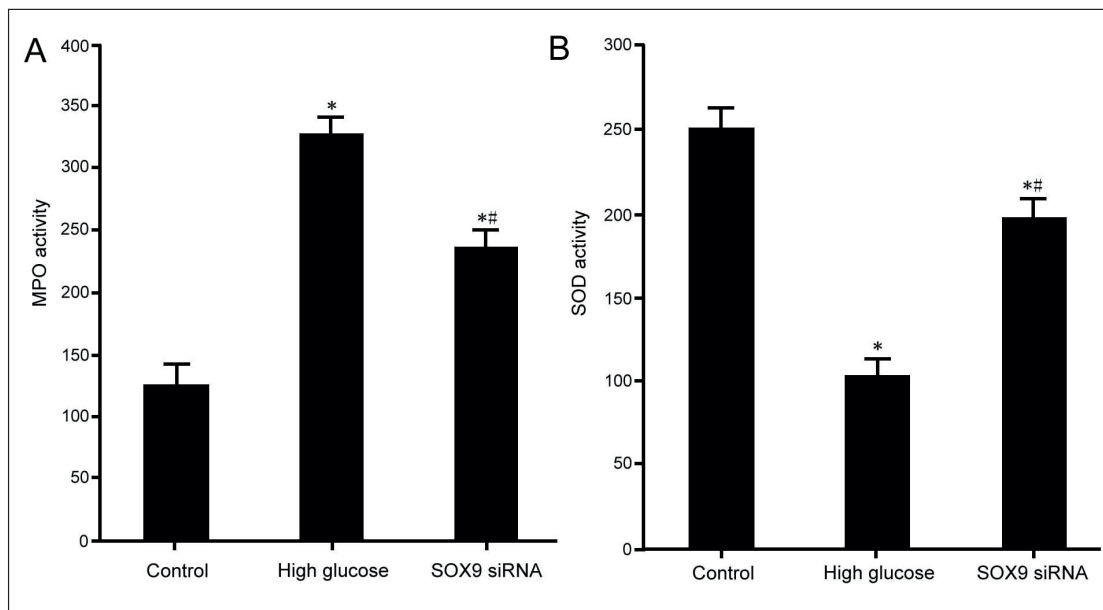 A
MPO activity
400
350
300
250
200
150
100
50
0
*
*#
Control
High glucose
SOX9 siRNA
B
SOD activity
300
250
200
150
100
50
0
*
*#
Control
High glucose
SOX9 siRNA